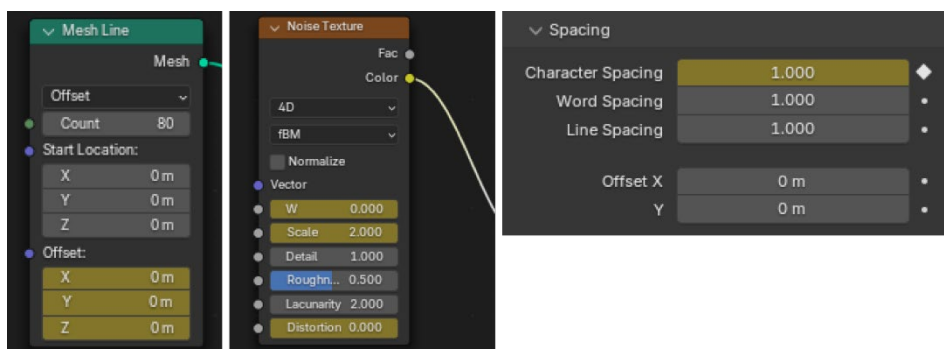 Mesh Line
Mesh
Offset
Count 80
Start Location:
X 0 m
Y 0 m
Z 0 m
Offset:
X 0 m
Y 0 m
Z 0 m
Noise Texture
Fac
Color
4D
fBM
Normalize
Vector
W 0.000
Scale 2.000
Detail 1.000
Roughn... 0.500
Lacunarity 2.000
Distortion 0.000
Spacing
Character Spacing 1.000
Word Spacing 1.000
Line Spacing 1.000
Offset X 0 m
Y 0 m